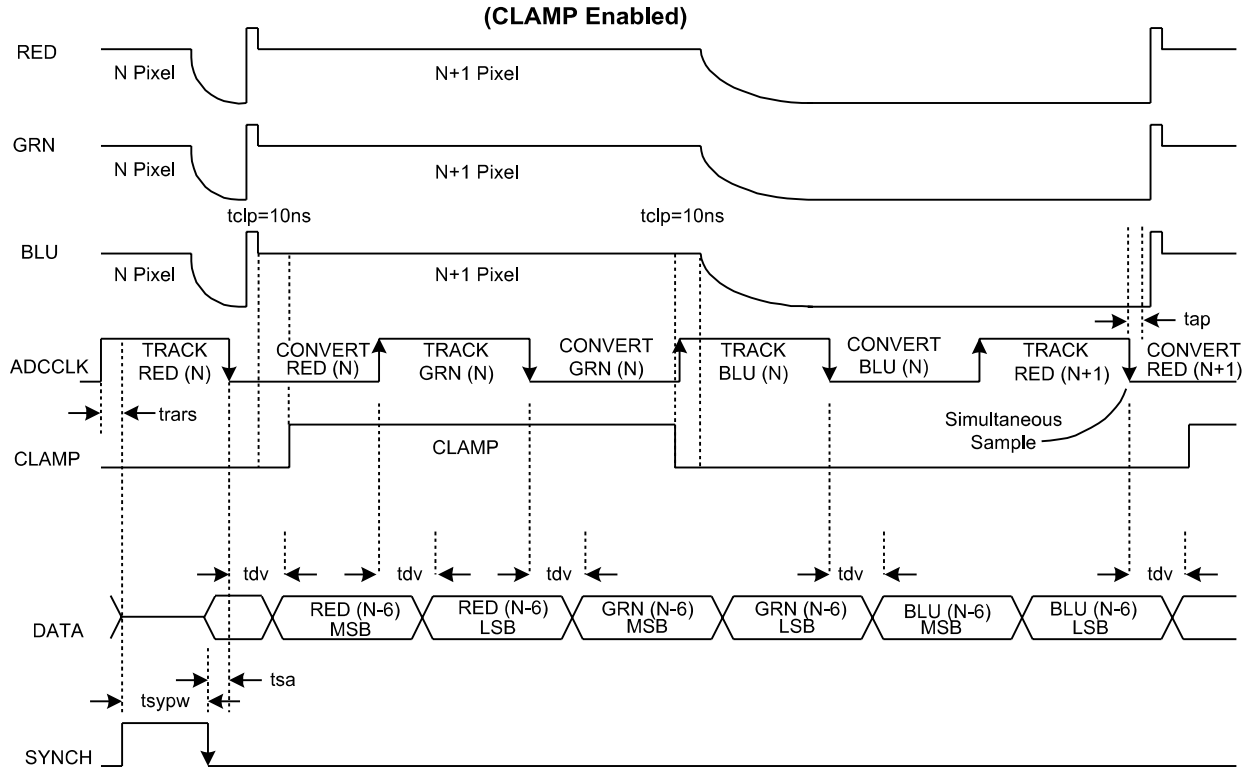 (CLAMP Enabled)
RED
N Pixel
N+1 Pixel
GRN
N Pixel
N+1 Pixel
tclp=10ns
tclp=10ns
BLU
N Pixel
N+1 Pixel
tap
ADCCLK
TRACK
RED (N)
CONVERT
RED (N)
TRACK
GRN (N)
CONVERT
GRN (N)
TRACK
BLU (N)
CONVERT
BLU (N)
TRACK
RED (N+1)
CONVERT
RED (N+1)
trars
Simultaneous
Sample
CLAMP
CLAMP
tdv
tdv
tdv
tdv
tdv
DATA
RED (N-6)
MSB
RED (N-6)
LSB
GRN (N-6)
MSB
GRN (N-6)
LSB
BLU (N-6)
MSB
BLU (N-6)
LSB
tsa
tsypw
SYNCH